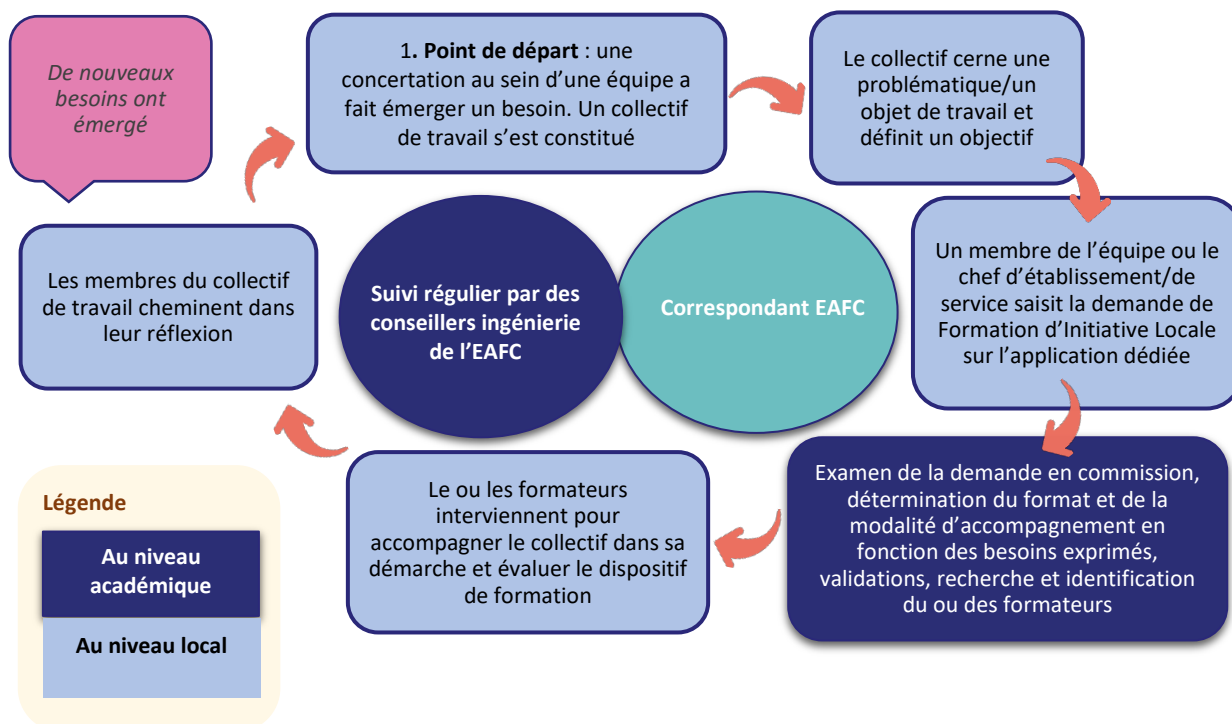 De nouveaux
besoins ont
émergé
1. Point de départ : une
concertation au sein d'une équipe a
fait émerger un besoin. Un collectif
de travail s'est constitué
Le collectif cerne une
problématique/un
objet de travail et
définit un objectif
Un membre de l'équipe ou le
chef d'établissement/de
service saisit la demande de
Formation d'Initiative Locale
sur l'application dédiée
Examen de la demande en commission,
détermination du format et de la
modalité d'accompagnement en
fonction des besoins exprimés,
validations, recherche et identification
du ou des formateurs
Le ou les formateurs
interviennent pour
accompagner le collectif dans sa
démarche et évaluer le dispositif
de formation
Les membres du collectif
de travail cheminent dans
leur réflexion
Suivi régulier par des
conseillers ingénierie
de l'EAFC
Correspondant EAFC
Légende
Au niveau
académique
Au niveau local